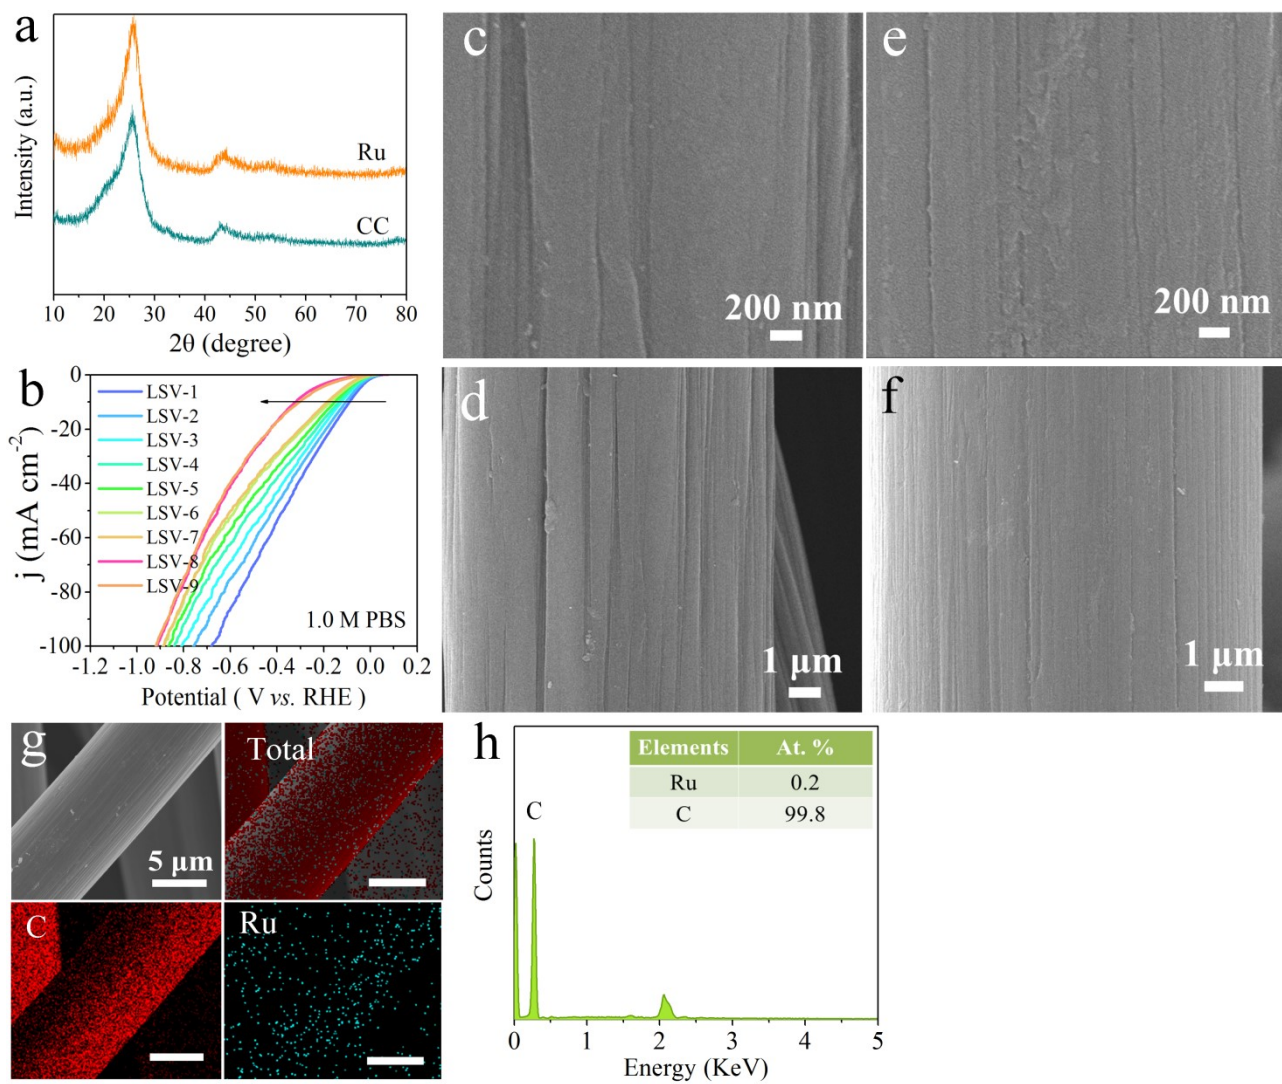 a
Intensity (a.u.)
Ru
CC
10 20 30 40 50 60 70 80
2θ (degree)
b
j (mA cm-2)
0
-20
-40
-60
-80
-100
LSV-1
LSV-2
LSV-3
LSV-4
LSV-5
LSV-6
LSV-7
LSV-8
LSV-9
1.0 M PBS
-1.2 -1.0 -0.8 -0.6 -0.4 -0.2 0.0 0.2
Potential ( V vs. RHE )
c
200 nm
e
200 nm
d
1 µm
f
1 µm
g
5 µm
Total
C
Ru
h
Counts
C
Elements At. %
Ru 0.2
C 99.8
0 1 2 3 4 5
Energy (KeV)